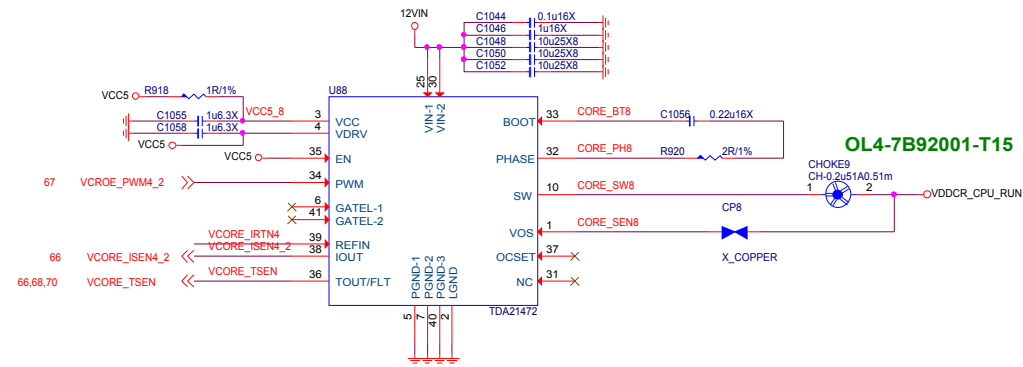 12VIN
C1044 0.1u16X
C1046 1u16X
C1048 10u25X8
C1050 10u25X8
C1052 10u25X8
25
30
R918 1R/1%
VCC5
U88
C1055 1u6.3X VCC5_8
C1058 1u6.3X
VCC5
VCC5
3 VCC
4 VDRV
35 EN
34 PWM
67 VCROE_PWM4_2
6 GATEL-1
41 GATEL-2
VCORE_IRTN4
39 REFIN
VCORE_ISEN4_2
66 VCORE_ISEN4_2
38 IOUT
VCORE_TSEN
66,68,70 VCORE_TSEN
36 TOUT/FLT
VIN-1
VIN-2
BOOT 33 CORE_BT8 C1056 0.22u16X
PHASE 32 CORE_PH8 R920 2R/1%
OL4-7B92001-T15
CHOKE9
CH-0.2u51A0.51m
SW 10 CORE_SW8 1 2 VDDCR_CPU_RUN
CP8
VOS 1 CORE_SEN8
X_COPPER
OCSET 37
NC 31
PGND-1
PGND-2
PGND-3
LGND
TDA21472
5
7
40
2